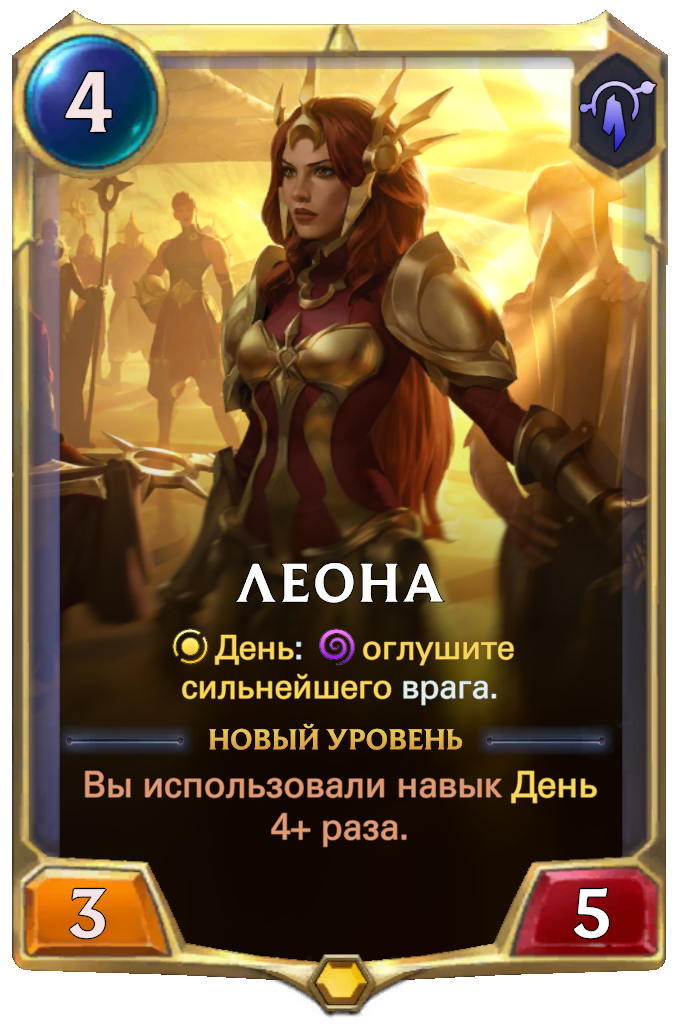 4
ЛЕОНА
День: оглушите
сильнейшего врага.
НОВЫЙ УРОВЕНЬ
Вы использовали навык День
4+ раза.
3
5